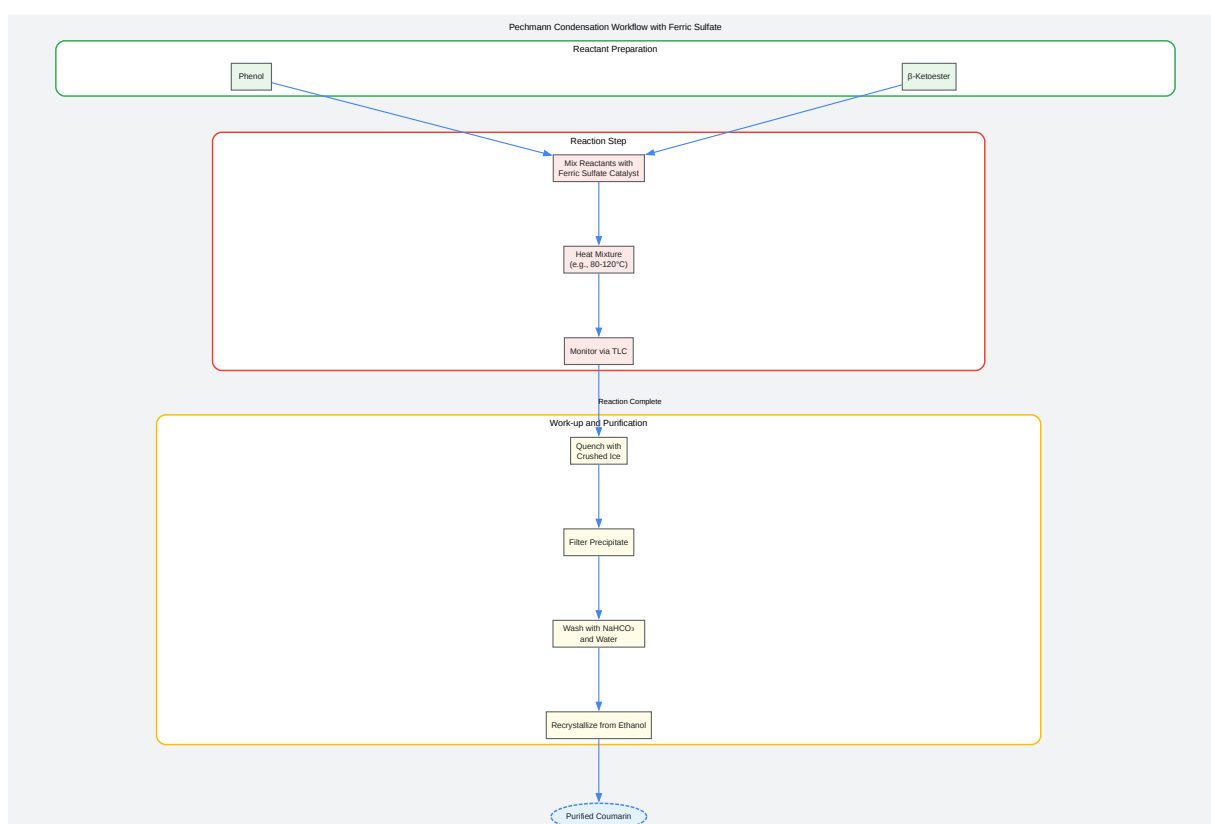 Pechmann Condensation Workflow with Ferric Sulfate
Reactant Preparation
Phenol
β-Ketoester
Reaction Step
Mix Reactants with
Ferric Sulfate Catalyst
Heat Mixture
(e.g., 80-120°C)
Monitor via TLC
Reaction Complete
Work-up and Purification
Quench with
Crushed Ice
Filter Precipitate
Wash with NaHCO₃
and Water
Recrystallize from Ethanol
Purified Coumarin